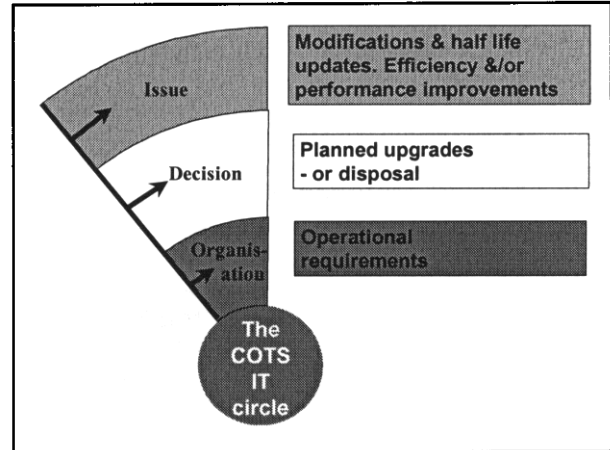 Issue
Modifications & half life
updates. Efficiency &/or
performance improvements
Decision
Planned upgrades
- or disposal
Organis-
ation
Operational
requirements
The
COTS
IT
circle